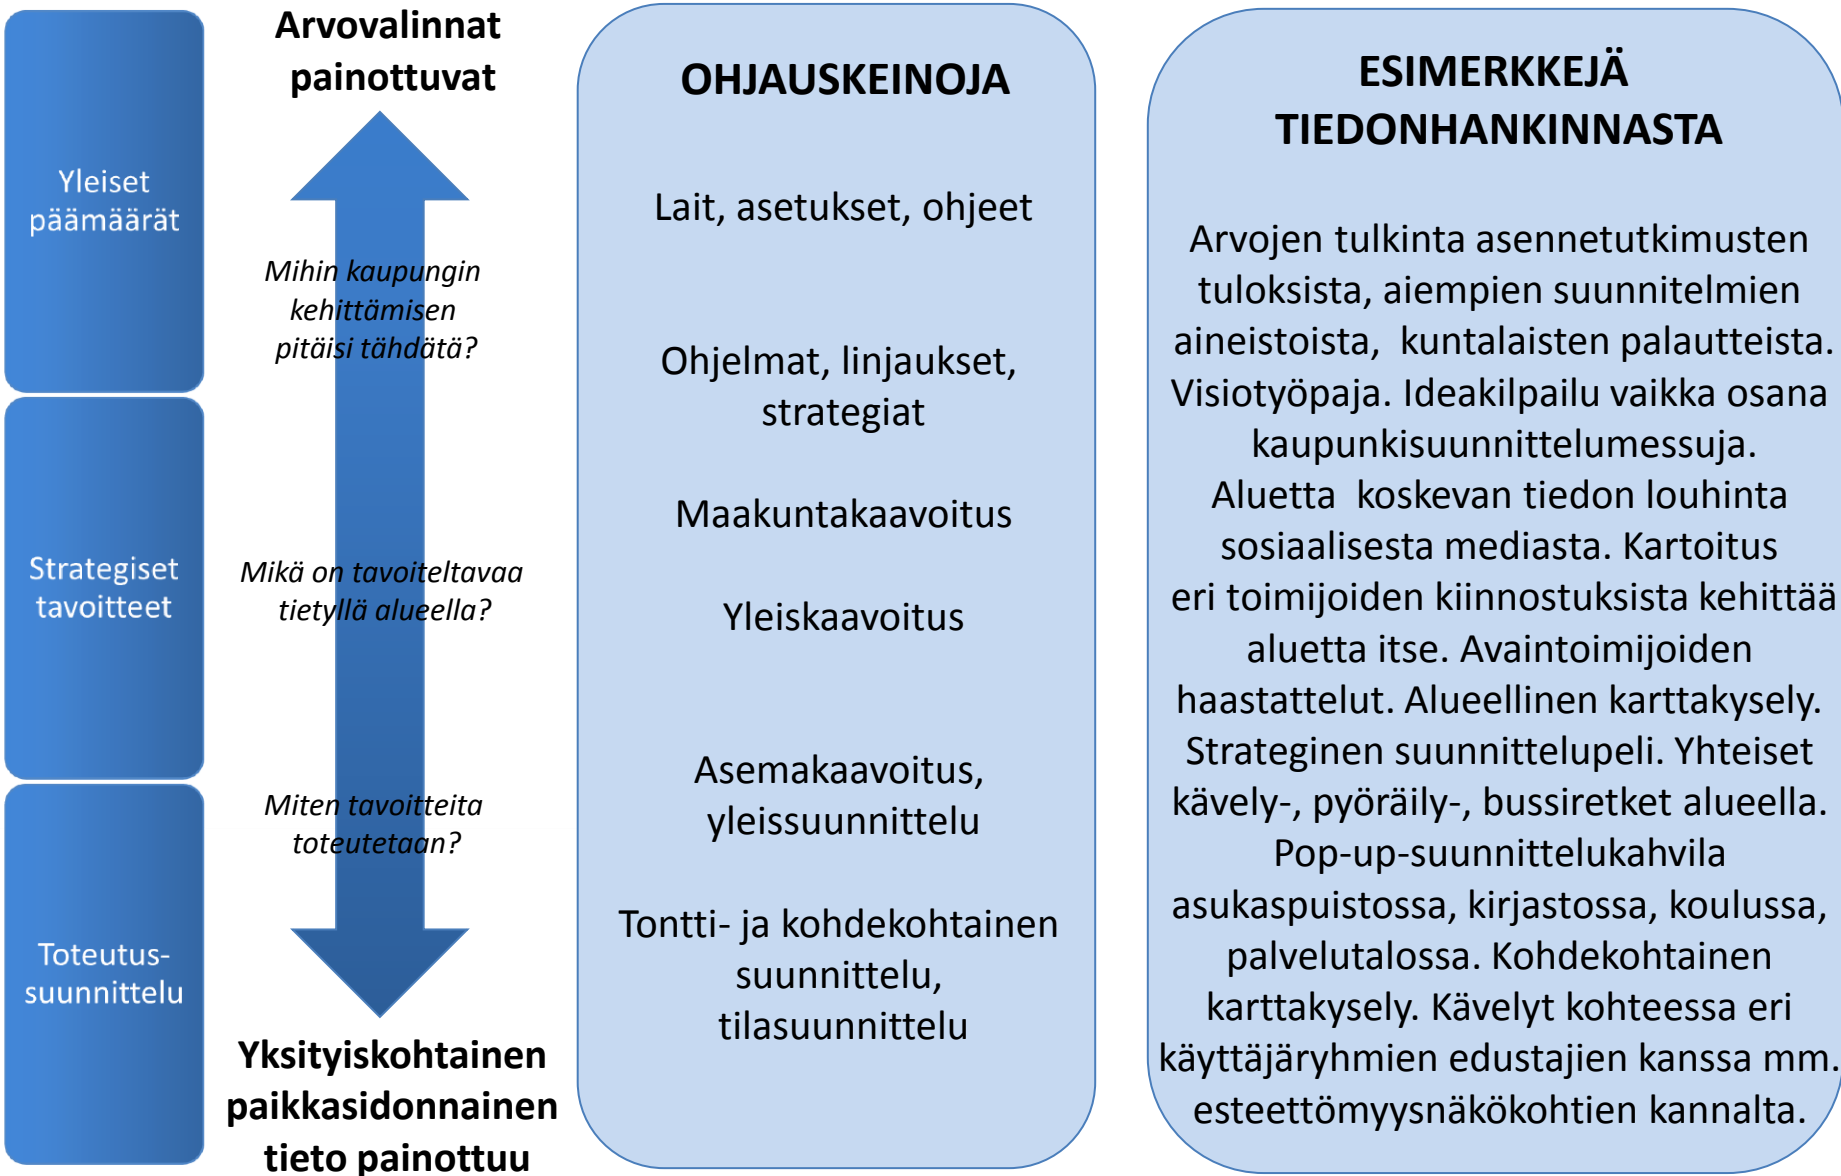 Yleiset
päämäärät
Strategiset
tavoitteet
Toteutus-
suunnittelu
Arvovalinnat
painottuvat
Mihin kaupungin
kehittämisen
pitäisi tähdätä?
Mikä on tavoiteltavaa
tietyllä alueella?
Miten tavoitteita
toteutetaan?
Yksityiskohtainen
paikkasidonnainen
tieto painottuu
OHJAUSKEINOJA
Lait, asetukset, ohjeet
Ohjelmat, linjaukset,
strategiat
Maakuntakaavoitus
Yleiskaavoitus
Asemakaavoitus,
yleissuunnittelu
Tontti- ja kohdekohtainen
suunnittelu,
tilasuunnittelu
ESIMERKKEJÄ
TIEDONHANKINNASTA
Arvojen tulkinta asennetutkimusten
tuloksista, aiempien suunnitelmien
aineistoista, kuntalaisten palautteista.
Visiotyöpaja. Ideakilpailu vaikka osana
kaupunkisuunnittelumessuja.
Aluetta koskevan tiedon louhinta
sosiaalisesta mediasta. Kartoitus
eri toimijoiden kiinnostuksista kehittää
aluetta itse. Avaintoimijoiden
haastattelut. Alueellinen karttakysely.
Strateginen suunnittelupeli. Yhteiset
kävely-, pyöräily-, bussiretket alueella.
Pop-up-suunnittelukahvila
asukaspuistossa, kirjastossa, koulussa,
palvelutalossa. Kohdekohtainen
karttakysely. Kävelyt kohteessa eri
käyttäjäryhmien edustajien kanssa mm.
esteettömyysnäkökohtien kannalta.